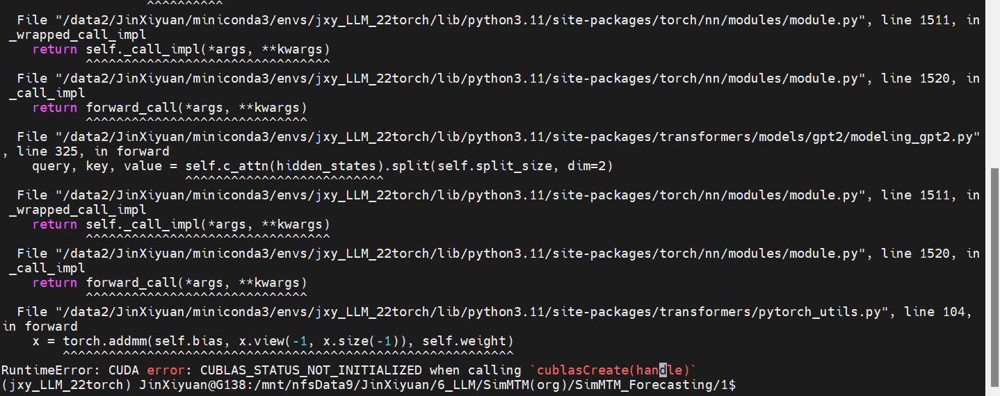 ^^^^^^^^^^
File "/data2/JinXiyuan/miniconda3/envs/jxy_LLM_22torch/lib/python3.11/site-packages/torch/nn/modules/module.py", line 1511, in
_wrapped_call_impl
return self._call_impl(*args, **kwargs)
^^^^^^^^^^^^^^^^^^^^^^^^^^^^^^^^
File "/data2/JinXiyuan/miniconda3/envs/jxy_LLM_22torch/lib/python3.11/site-packages/torch/nn/modules/module.py", line 1520, in
_call_impl
return forward_call(*args, **kwargs)
^^^^^^^^^^^^^^^^^^^^^^^^^^^^^
File "/data2/JinXiyuan/miniconda3/envs/jxy_LLM_22torch/lib/python3.11/site-packages/transformers/models/gpt2/modeling_gpt2.py"
, line 325, in forward
query, key, value = self.c_attn(hidden_states).split(self.split_size, dim=2)
^^^^^^^^^^^^^^^^^^^^^^^^^^
File "/data2/JinXiyuan/miniconda3/envs/jxy_LLM_22torch/lib/python3.11/site-packages/torch/nn/modules/module.py", line 1511, in
_wrapped_call_impl
return self._call_impl(*args, **kwargs)
^^^^^^^^^^^^^^^^^^^^^^^^^^^^^^^^
File "/data2/JinXiyuan/miniconda3/envs/jxy_LLM_22torch/lib/python3.11/site-packages/torch/nn/modules/module.py", line 1520, in
_call_impl
return forward_call(*args, **kwargs)
^^^^^^^^^^^^^^^^^^^^^^^^^^^^^
File "/data2/JinXiyuan/miniconda3/envs/jxy_LLM_22torch/lib/python3.11/site-packages/transformers/pytorch_utils.py", line 104,
in forward
x = torch.addmm(self.bias, x.view(-1, x.size(-1)), self.weight)
^^^^^^^^^^^^^^^^^^^^^^^^^^^^^^^^^^^^^^^^^^^^^^^^^^^^^^^^^^^
RuntimeError: CUDA error: CUBLAS_STATUS_NOT_INITIALIZED when calling `cublasCreate(handle)`
(jxy_LLM_22torch) JinXiyuan@G138:/mnt/nfsData9/JinXiyuan/6_LLM/SimMTM(org)/SimMTM_Forecasting/1$